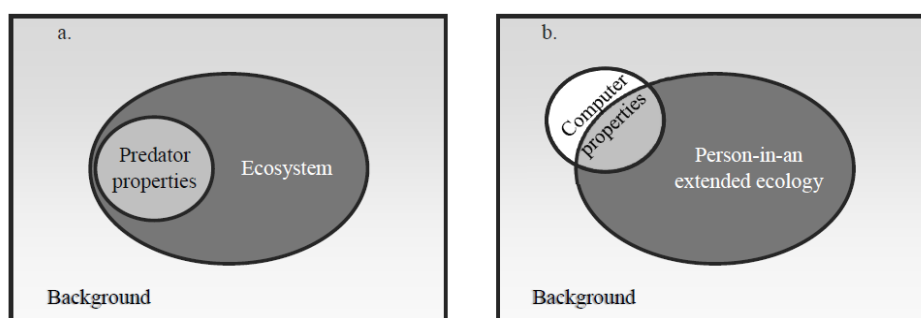 a.
Predator
properties
Ecosystem
Background
b.
Computer
properties
Person-in-an
extended ecology
Background